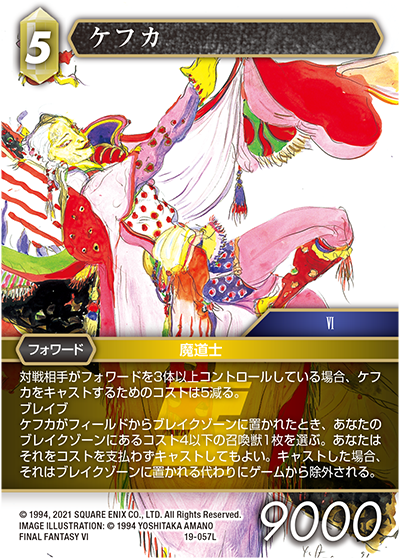 5
ケフカ
VI
フォワード
魔道士
対戦相手がフォワードを3体以上コントロールしている場合、ケフ
カをキャストするためのコストは5減る。
ブレイブ
ケフカがフィールドからブレイクゾーンに置かれたとき、あなたの
ブレイクゾーンにあるコスト4以下の召喚獣1枚を選ぶ。あなたは
それをコストを支払わずキャストしてもよい。キャストした場合、
それはブレイクゾーンに置かれる代わりにゲームから除外される。
© 1994, 2021 SQUARE ENIX CO., LTD. All Rights Reserved.
IMAGE ILLUSTRATION: © 1994 YOSHITAKA AMANO
FINAL FANTASY VI
19-057L
9000